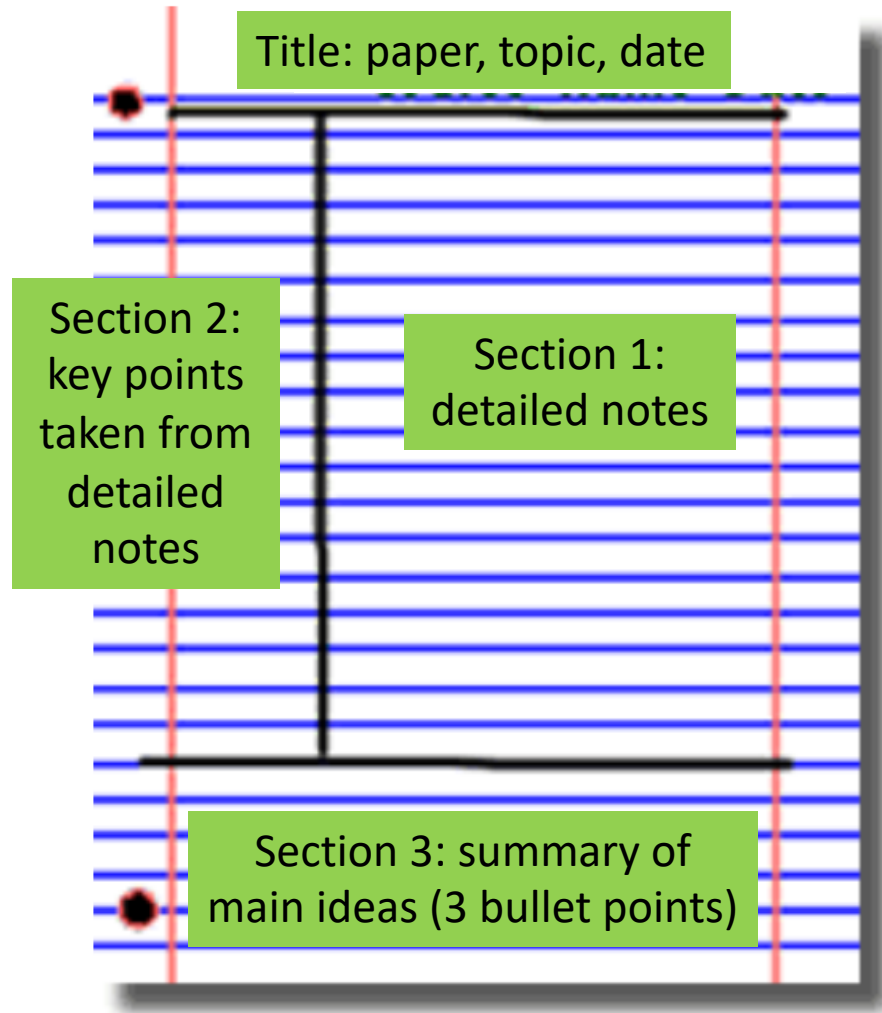 Title: paper, topic, date
Section 2:
key points
taken from
detailed
notes
Section 1:
detailed notes
Section 3: summary of
main ideas (3 bullet points)